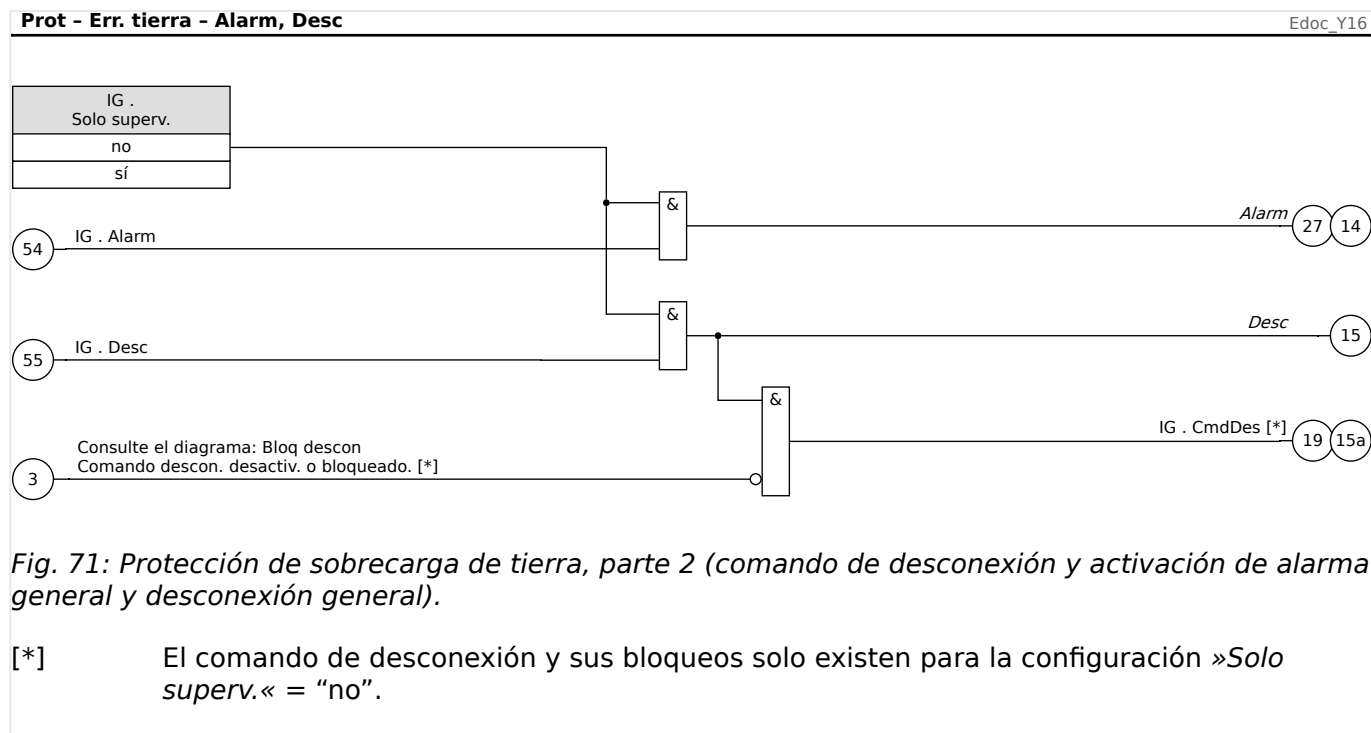 Prot – Err. tierra – Alarm, Desc
Edoc_Y16
IG .
Solo superv.
no
sí
&
Alarm
27
14
54
IG . Alarm
&
Desc
15
55
IG . Desc
&
IG . CmdDes [*]
19
15a
Consulte el diagrama: Bloq descon
Comando descon. desactiv. o bloqueado. [*]
3
Fig. 71: Protección de sobrecarga de tierra, parte 2 (comando de desconexión y activación de alarma
general y desconexión general).
[*] El comando de desconexión y sus bloqueos solo existen para la configuración »Solo
superv.« = “no”.